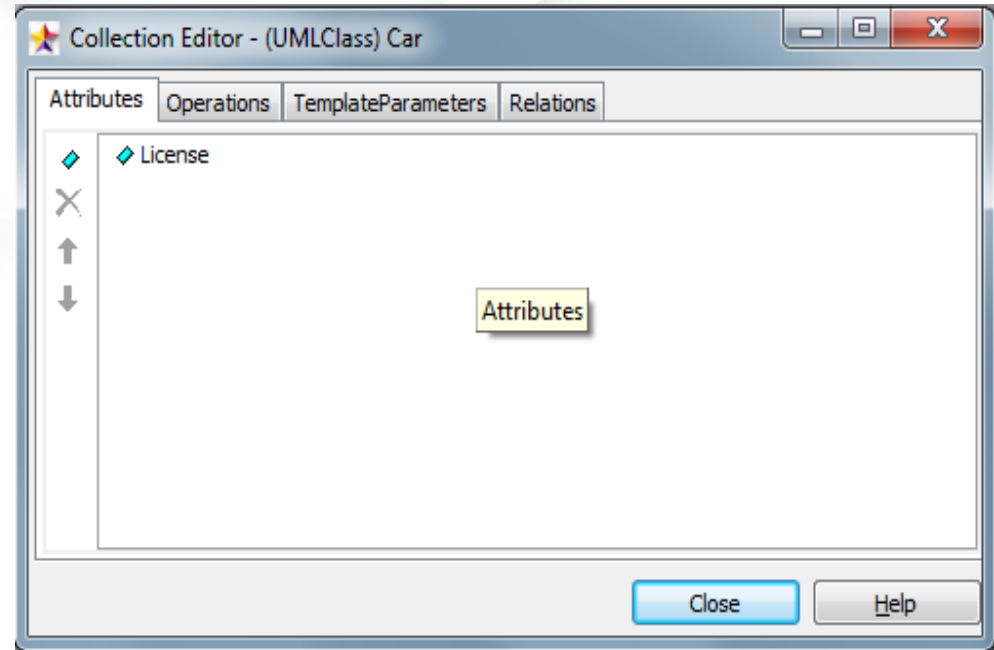 Collection Editor - (UMLClass) Car
Attributes Operations TemplateParameters Relations
License
Attributes
Close Help